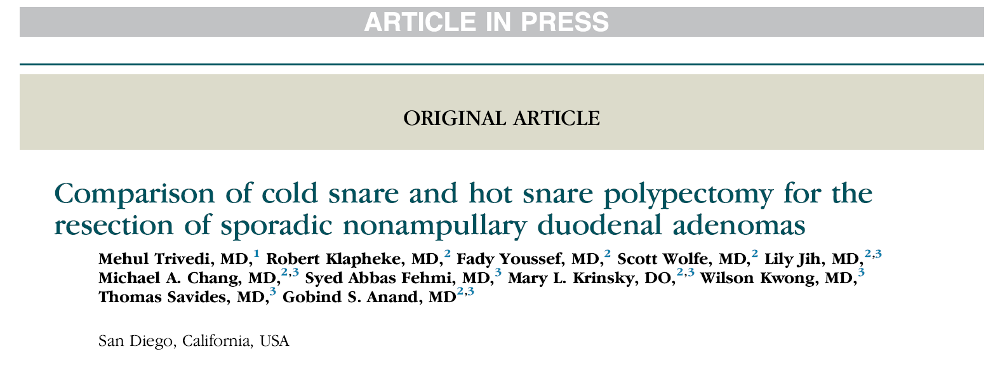 ARTICLE IN PRESS
ORIGINAL ARTICLE
Comparison of cold snare and hot snare polypectomy for the
resection of sporadic nonampullary duodenal adenomas
Mehul Trivedi, MD,1 Robert Klapheke, MD,2 Fady Youssef, MD,2 Scott Wolfe, MD,2 Lily Jih, MD,2,3
Michael A. Chang, MD,2,3 Syed Abbas Fehmi, MD,3 Mary L. Krinsky, DO,2,3 Wilson Kwong, MD,3
Thomas Savides, MD,3 Gobind S. Anand, MD2,3
San Diego, California, USA